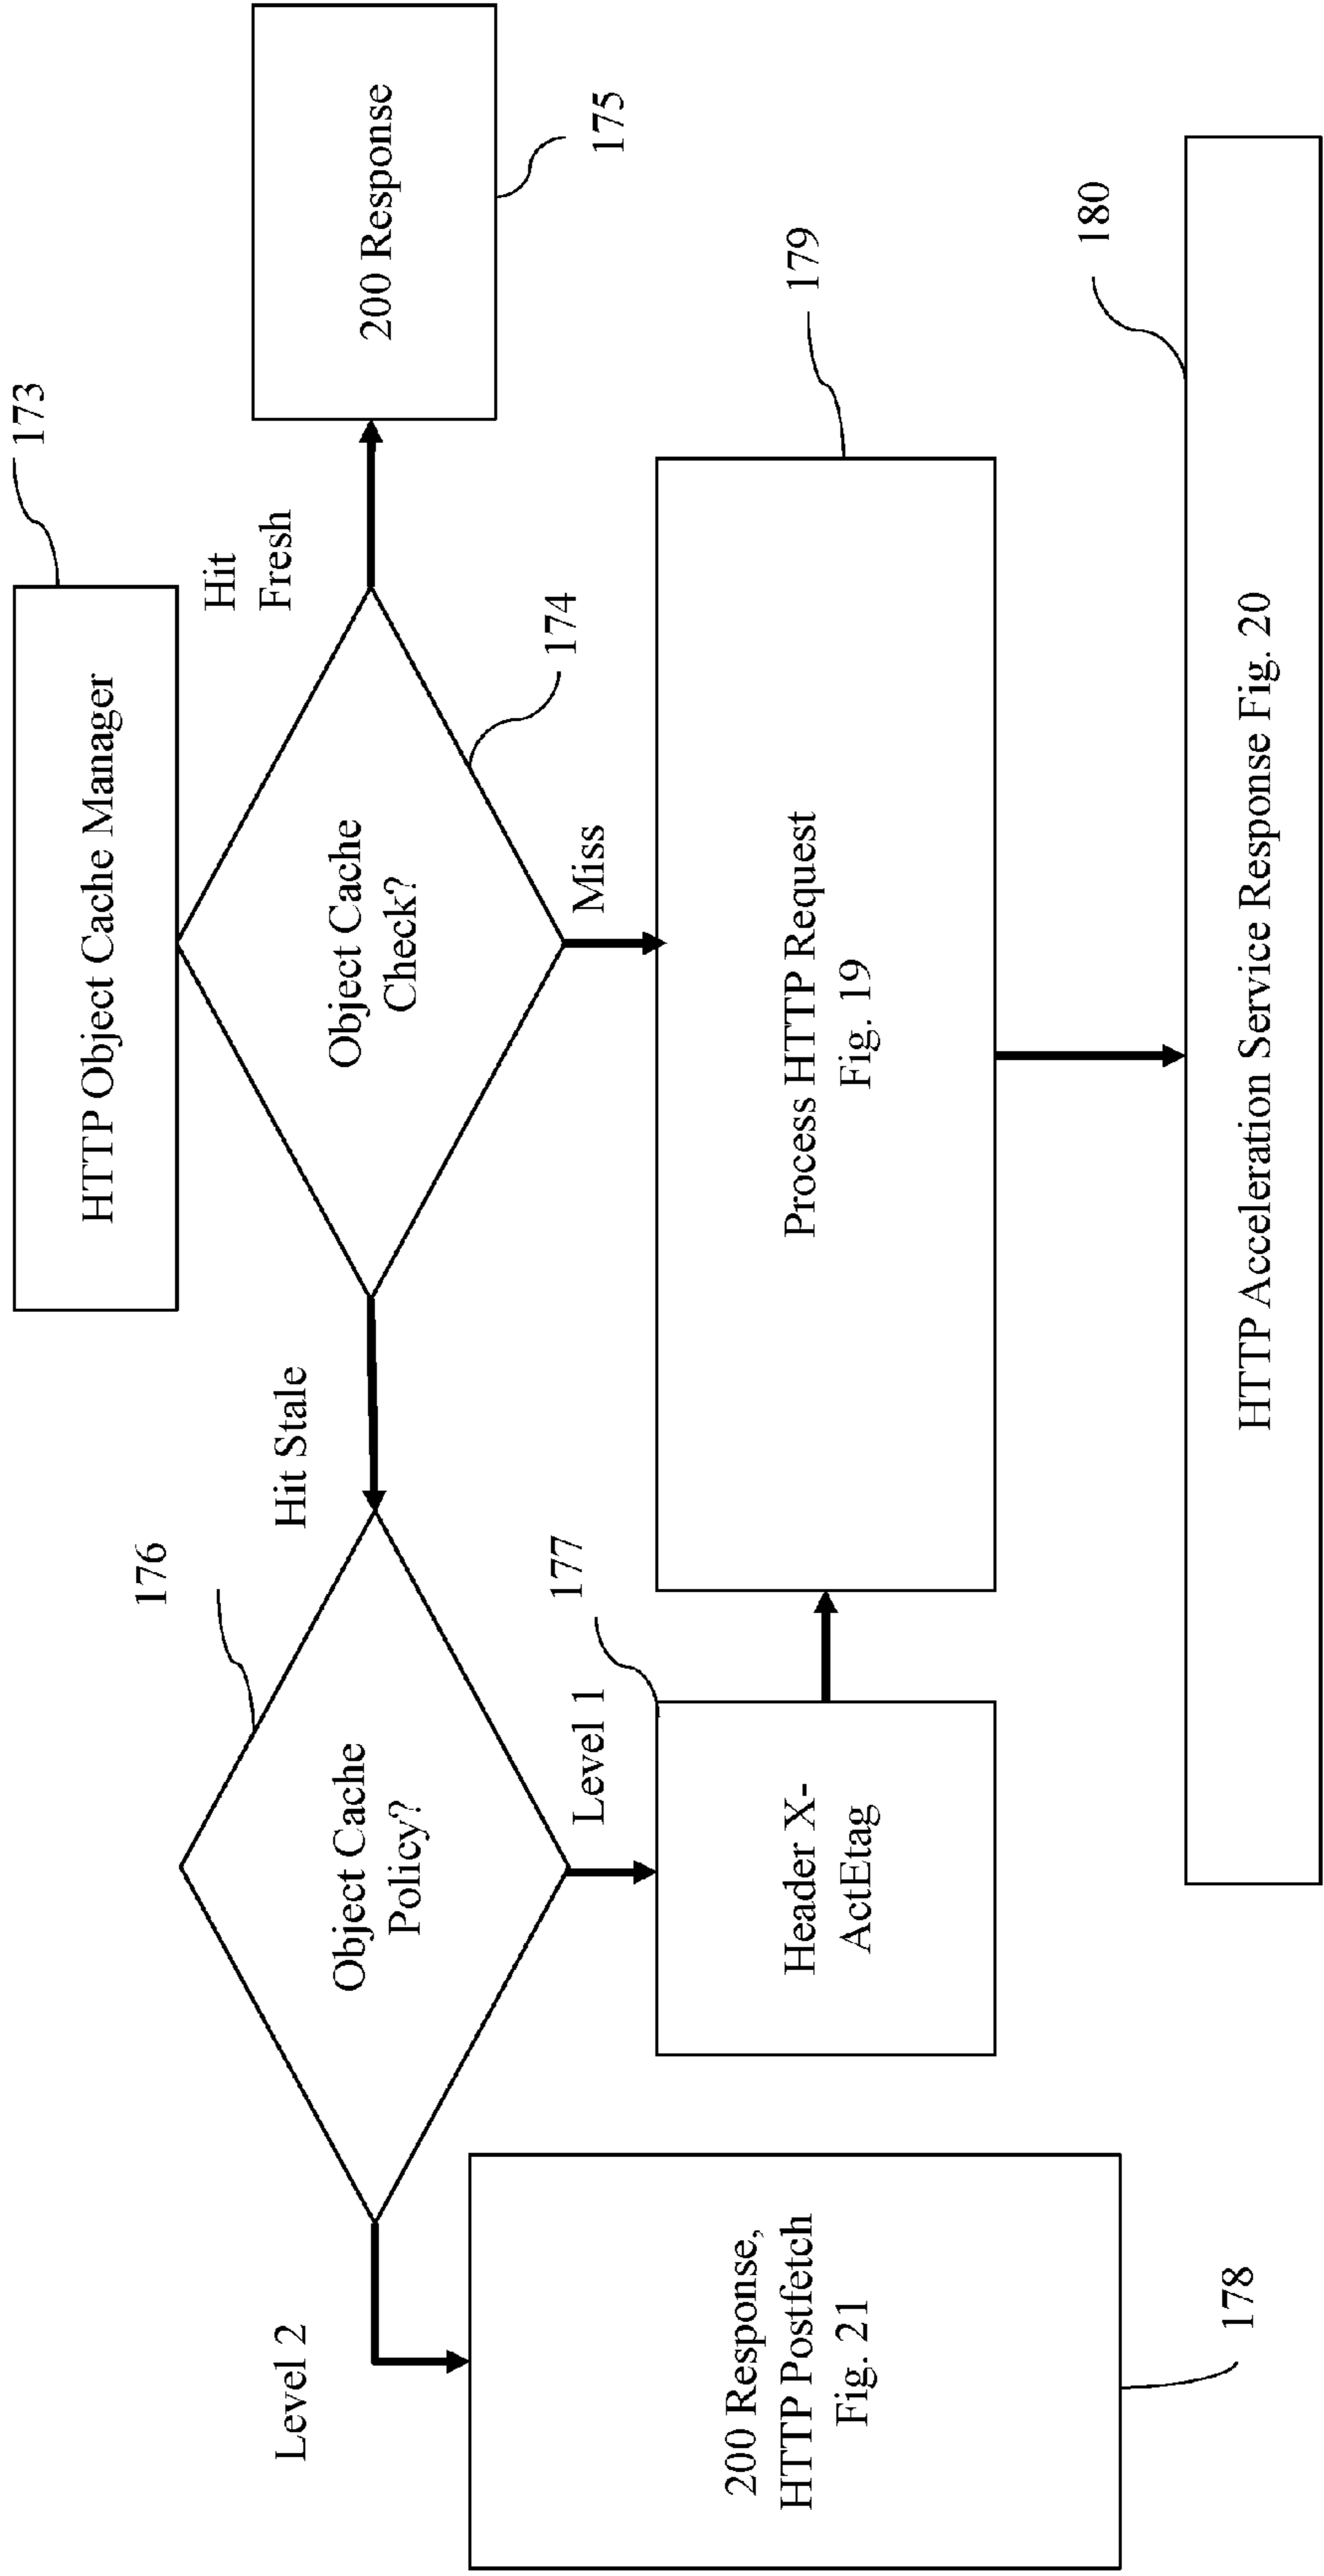 173
HTTP Object Cache Manager
Hit
Fresh
200 Response
175
Object Cache
Check?
174
Hit Stale
Miss
176
Object Cache
Policy?
Level 2
Level 1
177
Header X-
ActEtag
Process HTTP Request
Fig. 19
179
200 Response,
HTTP Postfetch
Fig. 21
178
180
HTTP Acceleration Service Response Fig. 20